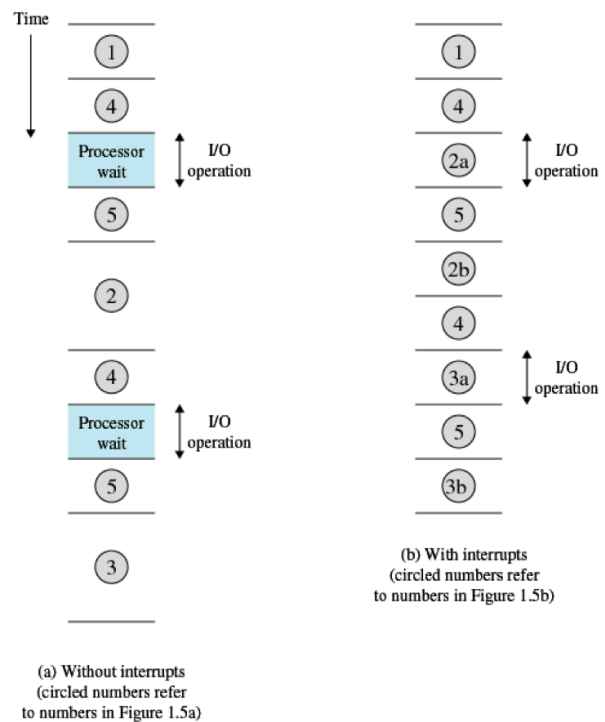 Time
1
4
Processor
wait
I/O
operation
5
2
4
Processor
wait
I/O
operation
5
3
(a) Without interrupts
(circled numbers refer
to numbers in Figure 1.5a)
1
4
2a
I/O
operation
5
2b
4
3a
I/O
operation
5
3b
(b) With interrupts
(circled numbers refer
to numbers in Figure 1.5b)